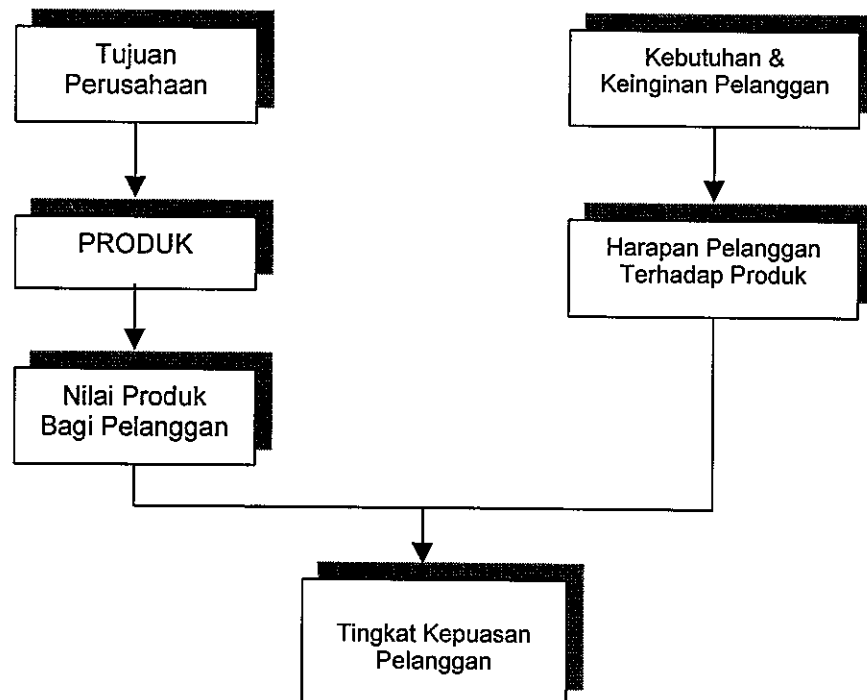 Tujuan
Perusahaan
Kebutuhan &
Keinginan Pelanggan
PRODUK
Harapan Pelanggan
Terhadap Produk
Nilai Produk
Bagi Pelanggan
Tingkat Kepuasan
Pelanggan